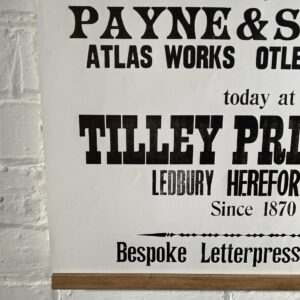 PAYNE & S
ATLAS WORKS OTLE
today at
TILLEY PRI
LEDBURY HEREFOR
Since 1870
Bespoke Letterpress